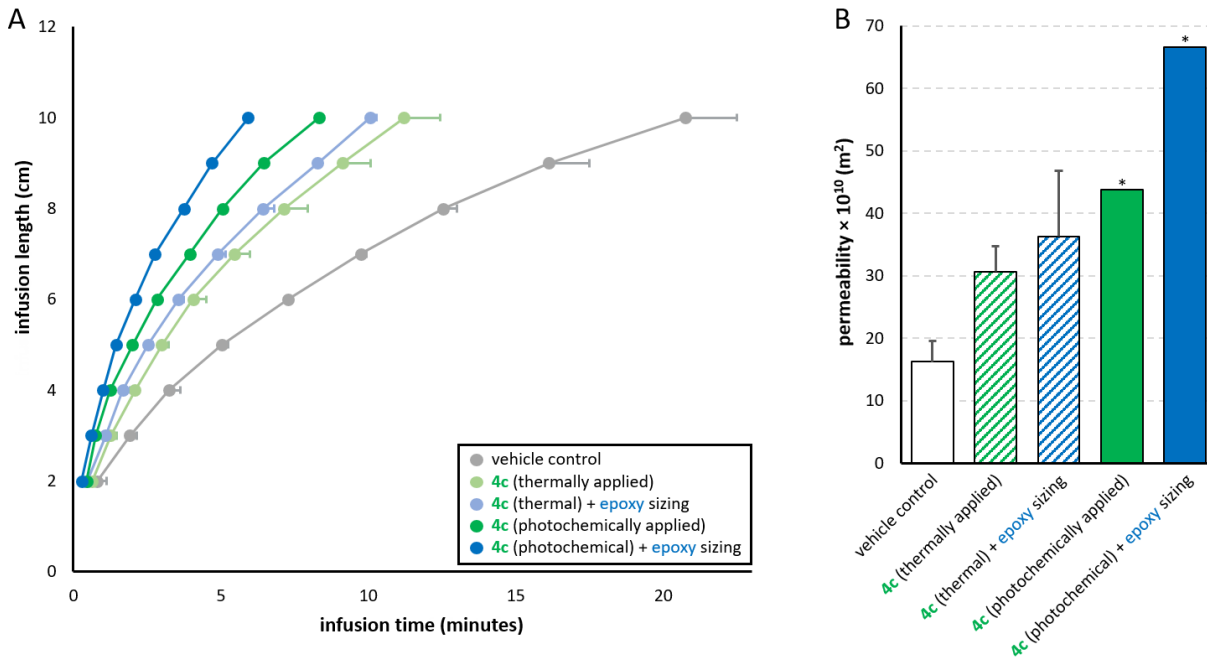 A
infusion length (cm)
12
10
8
6
4
2
0
0 5 10 15 20
infusion time (minutes)
vehicle control
4c (thermally applied)
4c (thermal) + epoxy sizing
4c (photochemically applied)
4c (photochemical) + epoxy sizing
B
permeability × 10¹⁰ (m²)
70
60
50
40
30
20
10
0
*
*
vehicle control
4c (thermally applied)
4c (thermal) + epoxy sizing
4c (photochemically applied)
4c (photochemical) + epoxy sizing